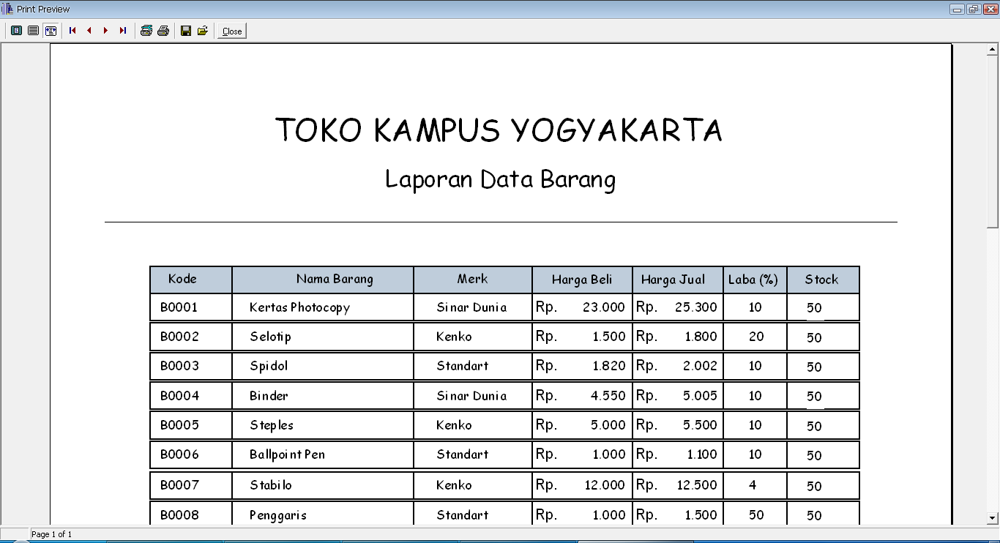 Print Preview
Close
TOKO KAMPUS YOGYAKARTA
Laporan Data Barang
Kode Nama Barang Merk Harga Beli Harga Jual Laba (%) Stock
B0001 Kertas Photocopy Sinar Dunia Rp. 23.000 Rp. 25.300 10 50
B0002 Selotip Kenko Rp. 1.500 Rp. 1.800 20 50
B0003 Spidol Standart Rp. 1.820 Rp. 2.002 10 50
B0004 Binder Sinar Dunia Rp. 4.550 Rp. 5.005 10 50
B0005 Steples Kenko Rp. 5.000 Rp. 5.500 10 50
B0006 Ballpoint Pen Standart Rp. 1.000 Rp. 1.100 10 50
B0007 Stabilo Kenko Rp. 12.000 Rp. 12.500 4 50
B0008 Penggaris Standart Rp. 1.000 Rp. 1.500 50 50
Page 1 of 1